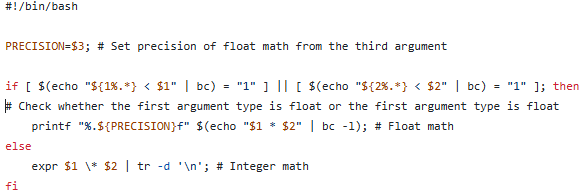 #!/bin/bash
PRECISION=$3; # Set precision of float math from the third argument
if [ $(echo "${1%.*} < $1" | bc) = "1" ] || [ $(echo "${2%.*} < $2" | bc) = "1" ]; then
# Check whether the first argument type is float or the first argument type is float
printf "%.${PRECISION}f" $(echo "$1 * $2" | bc -l); # Float math
else
expr $1 \* $2 | tr -d '\n'; # Integer math
fi